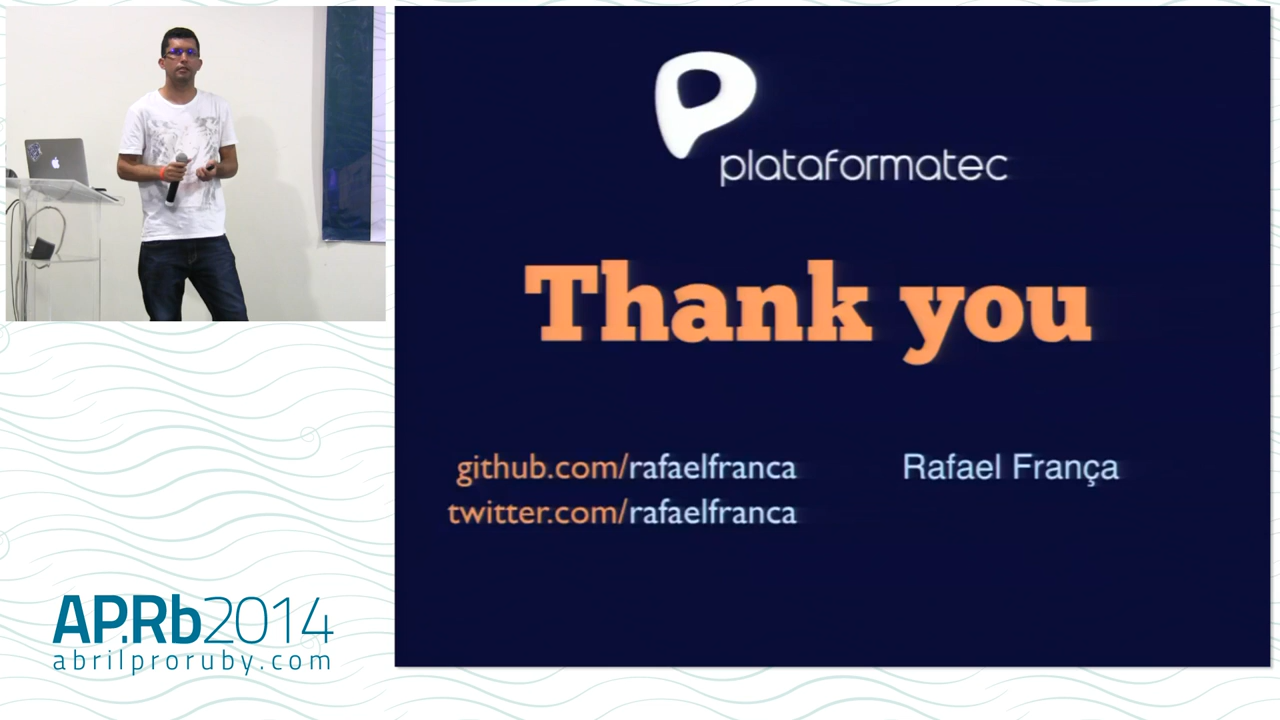 plataformatec
Thank you
github.com/rafaelfranca
twitter.com/rafaelfranca
Rafael França
AP.Rb2014
abrilproruby.com